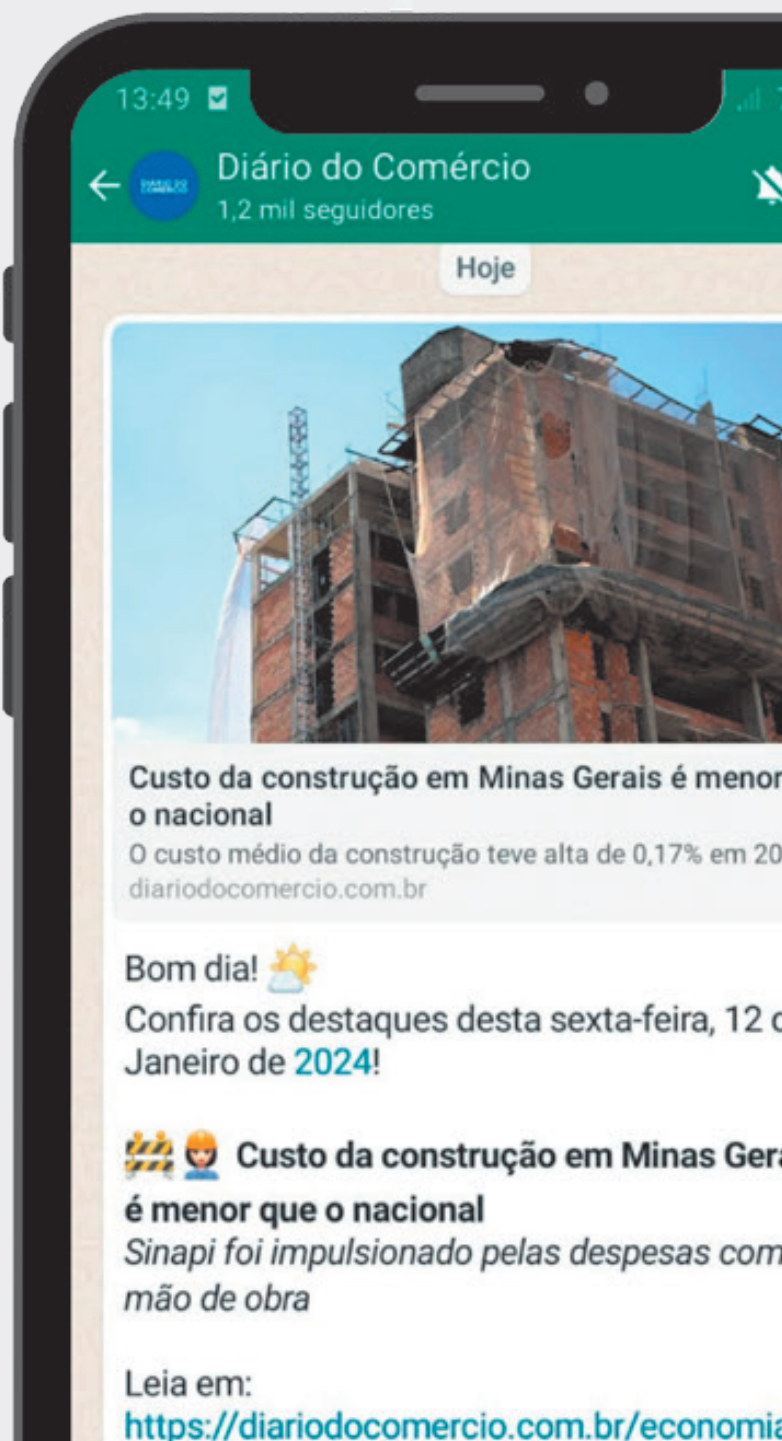 13:49
Diário do Comércio
1,2 mil seguidores
DIÁRIO DO
COMÉRCIO
Hoje
Custo da construção em Minas Gerais é menor
o nacional
O custo médio da construção teve alta de 0,17% em 20
diariodocomercio.com.br
Bom dia!
Confira os destaques desta sexta-feira, 12
Janeiro de 2024!
Custo da construção em Minas Gera
é menor que o nacional
Sinapi foi impulsionado pelas despesas com
mão de obra
Leia em:
https://diariodocomercio.com.br/economia